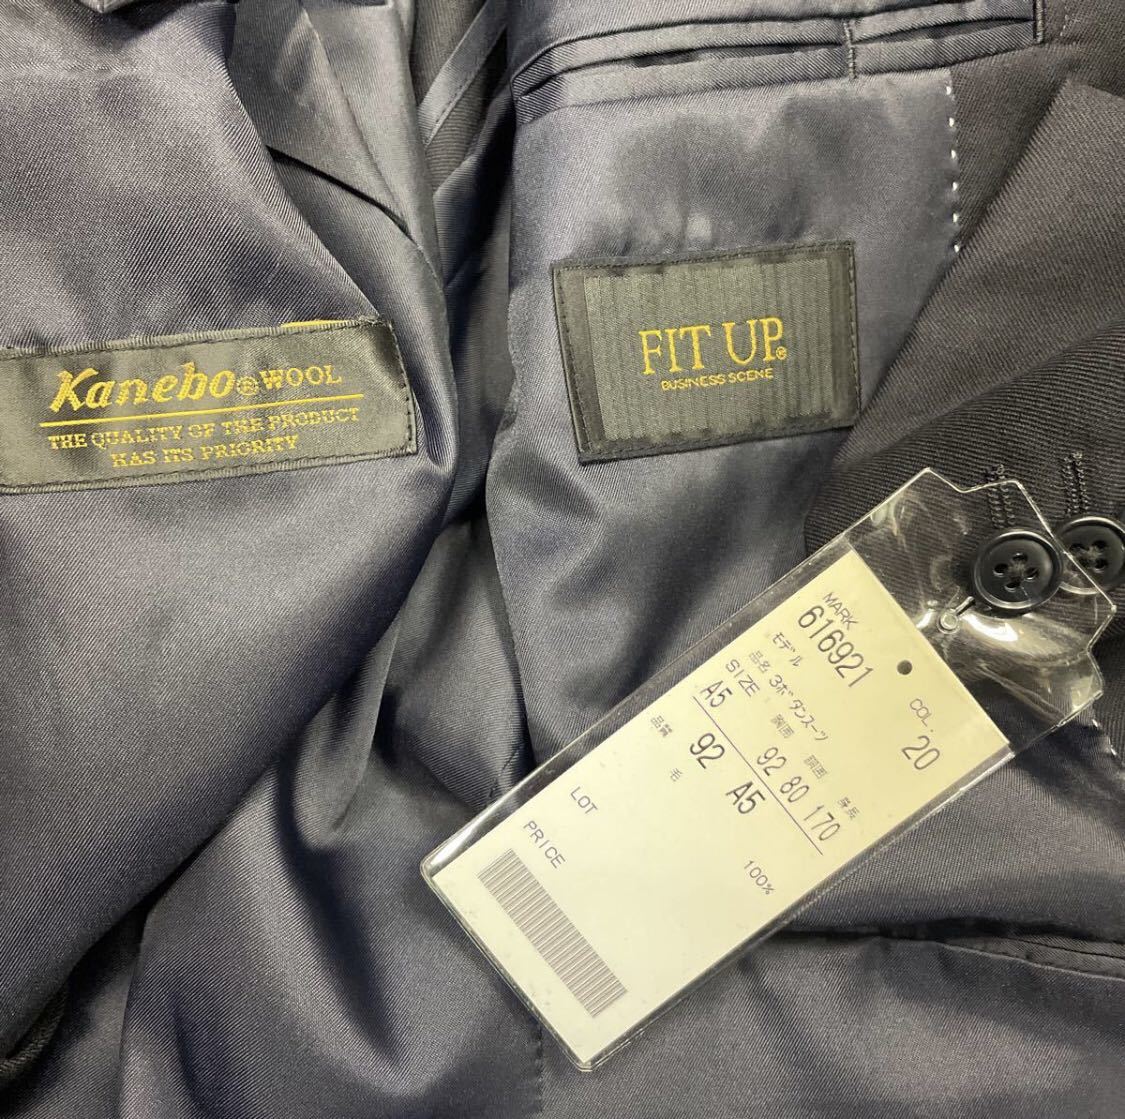 Kanebo® WOOL
THE QUALITY OF THE PRODUCT
HAS ITS PRIORITY
FIT UP®
BUSINESS SCENE
MARK
616921
COL. 20
モデル
品名 3ボタンスーツ
SIZE 胸囲 胴囲 身長
A5 92 80 170
92 A5
品質 毛 100%
LOT
PRICE